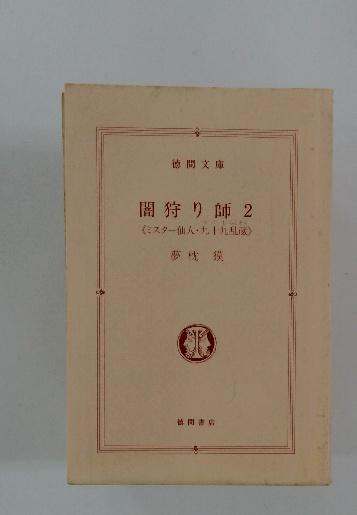 徳間文庫
闇狩り師 2
《ミスター仙人・九十九乱蔵》
夢枕 獏
徳間書店